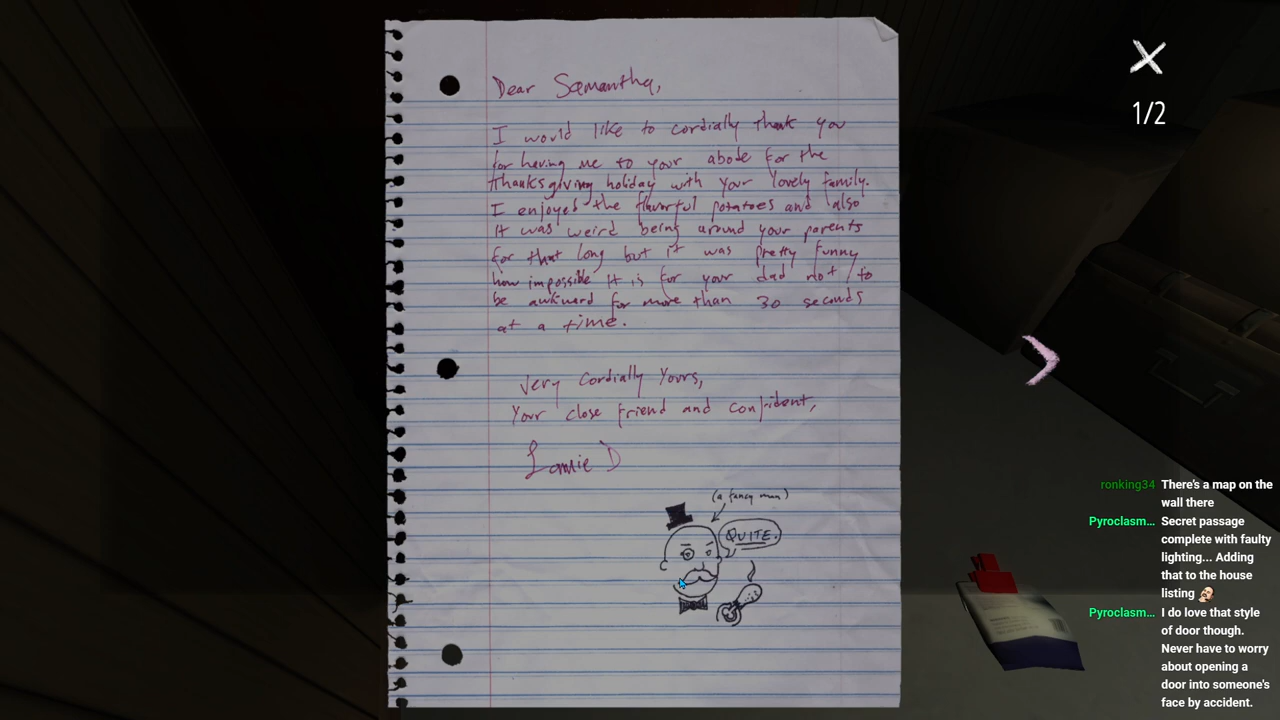 Dear Samantha,
I would like to cordially thank you
for having me to your abode for the
thanksgiving holiday with your lovely family.
I enjoyed the flavorful potatoes and also
it was weird being around your parents
for that long but it was pretty funny
how impossible it is for your dad not to
be awkward for more than 30 seconds
at a time.
Very Cordially Yours,
Your close friend and confident,
Lonnie D
(a fancy man)
QUITE.
1/2
ronking34 There's a map on the
wall there
Pyroclasm... Secret passage
complete with faulty
lighting... Adding
that to the house
listing
Pyroclasm... I do love that style
of door though.
Never have to worry
about opening a
door into someone's
face by accident.